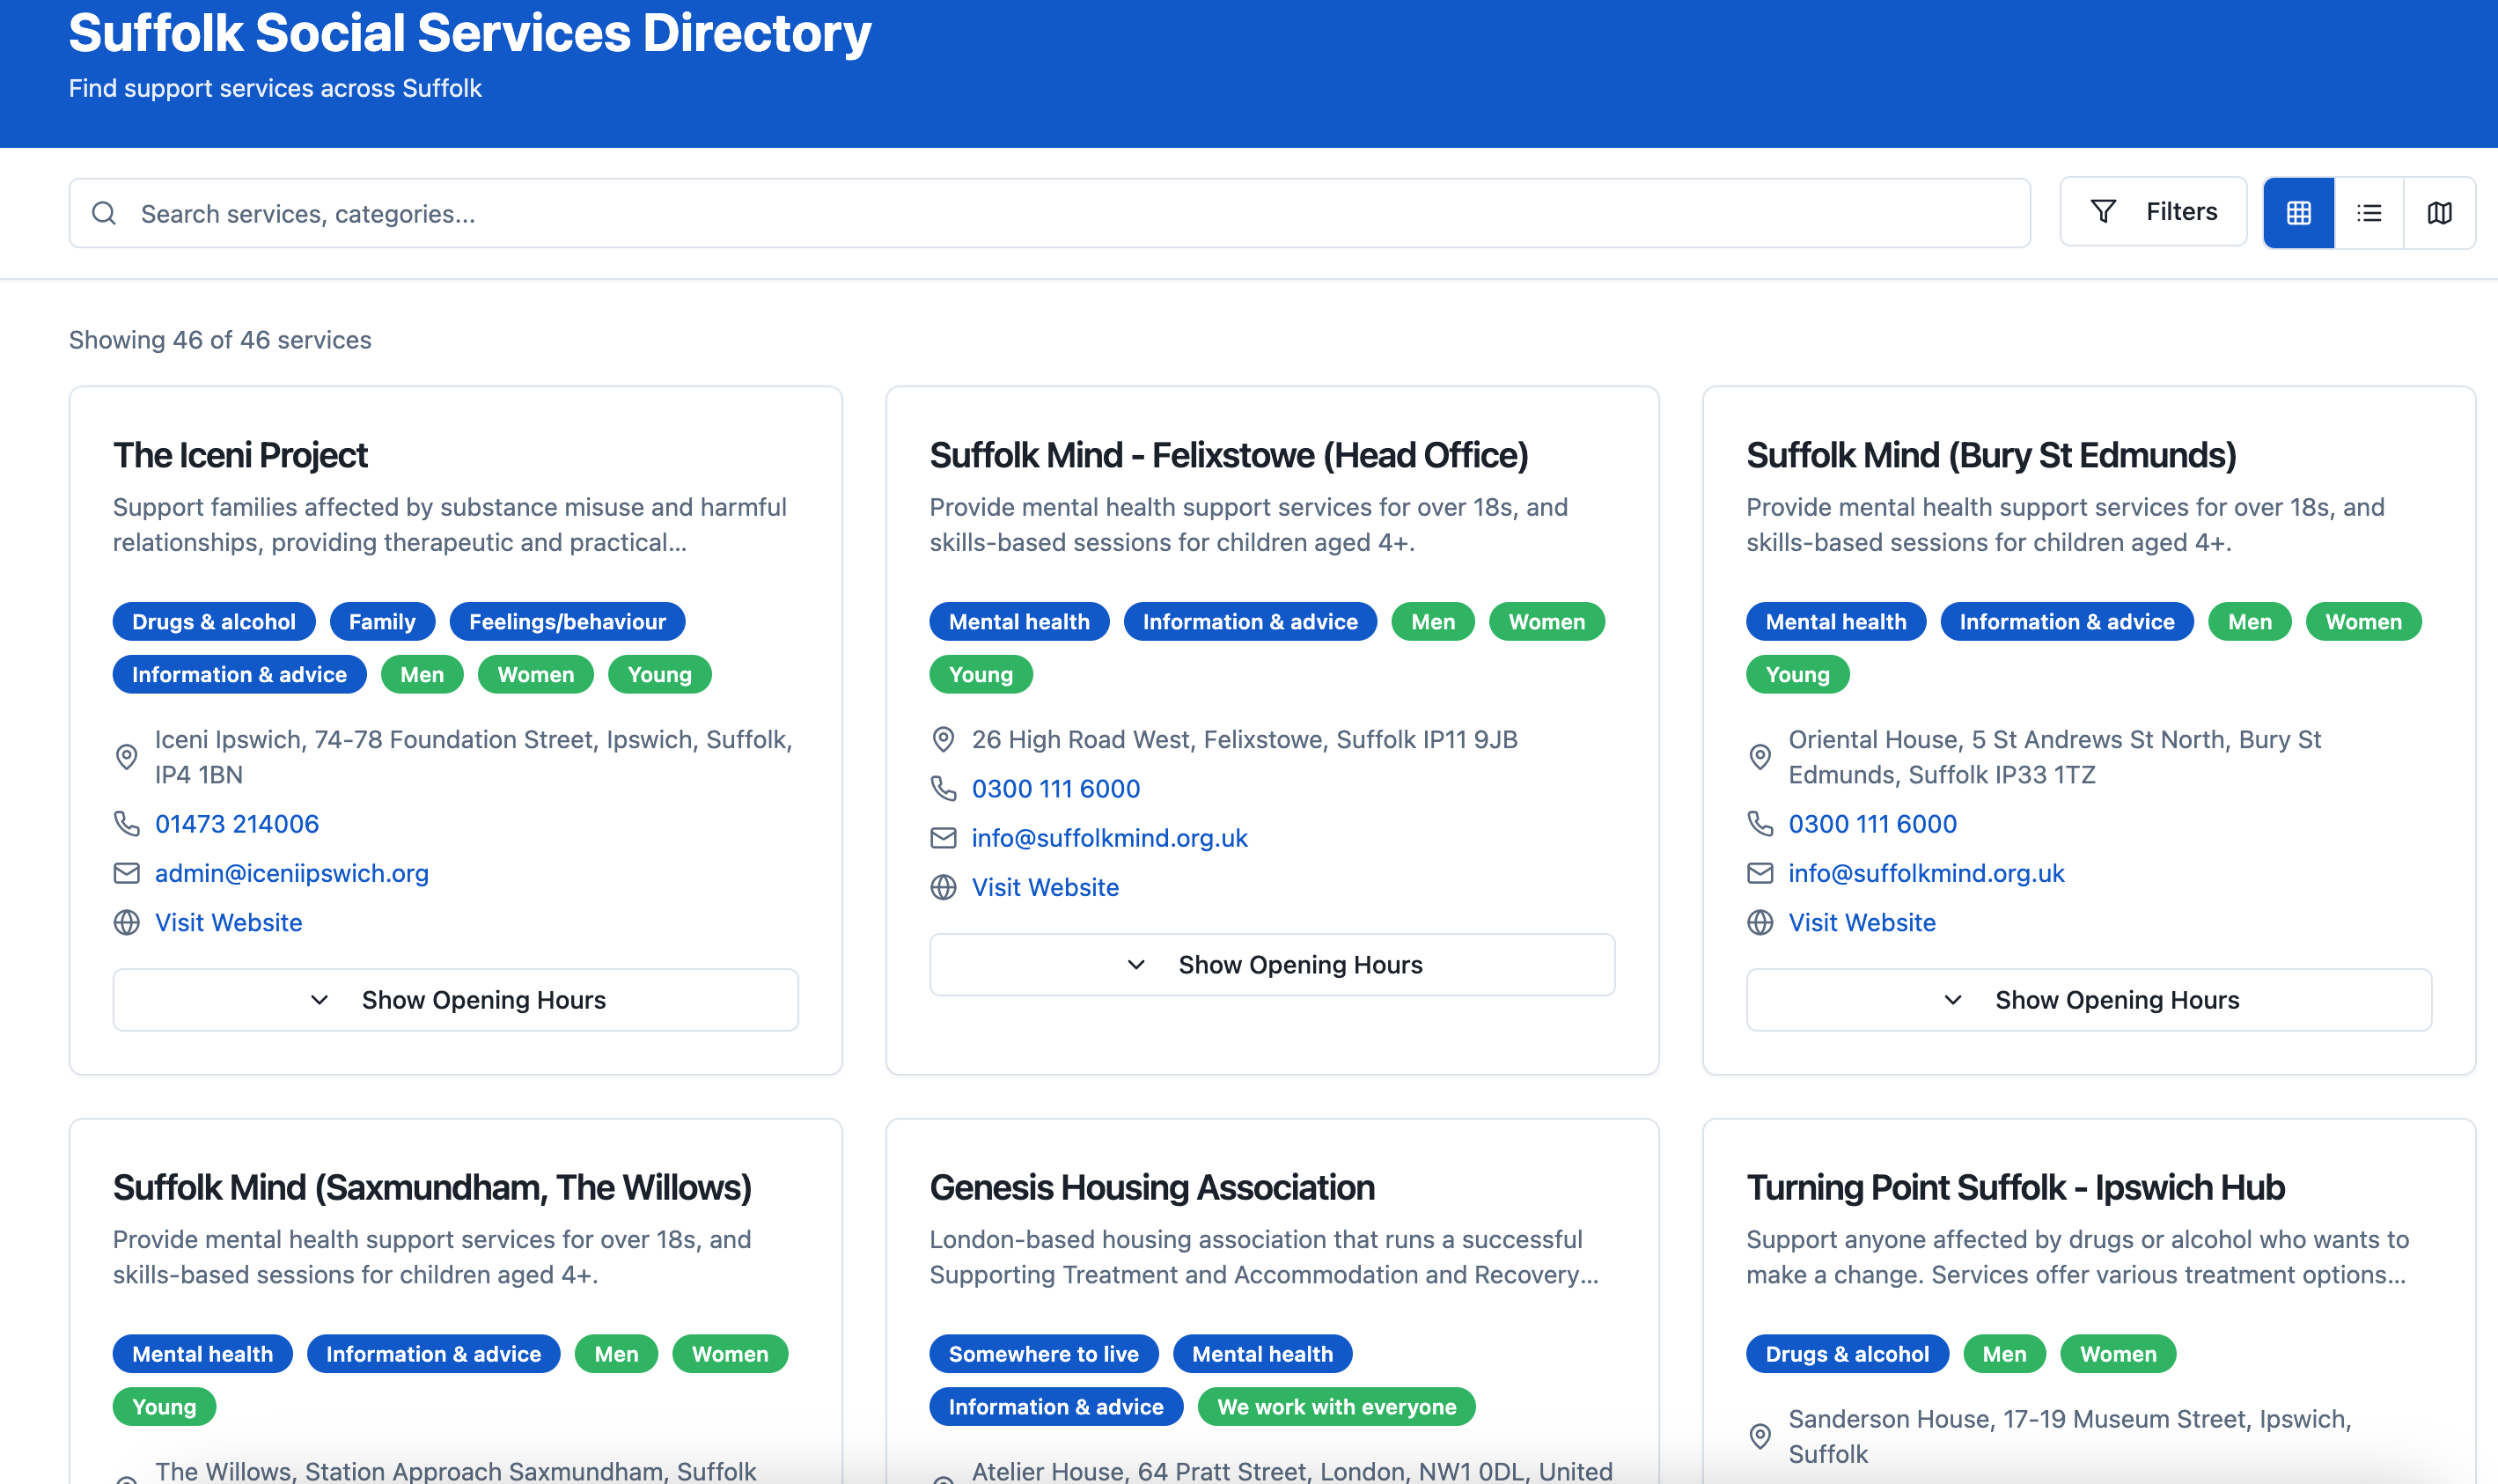 Suffolk Social Services Directory
Find support services across Suffolk
Search services, categories...
Filters
Showing 46 of 46 services
The Iceni Project
Support families affected by substance misuse and harmful
relationships, providing therapeutic and practical...
Drugs & alcohol
Family
Feelings/behaviour
Information & advice
Men
Women
Young
Iceni Ipswich, 74-78 Foundation Street, Ipswich, Suffolk,
IP4 1BN
01473 214006
admin@iceniipswich.org
Visit Website
Show Opening Hours
Suffolk Mind - Felixstowe (Head Office)
Provide mental health support services for over 18s, and
skills-based sessions for children aged 4+.
Mental health
Information & advice
Men
Women
Young
26 High Road West, Felixstowe, Suffolk IP11 9JB
0300 111 6000
info@suffolkmind.org.uk
Visit Website
Show Opening Hours
Suffolk Mind (Bury St Edmunds)
Provide mental health support services for over 18s, and
skills-based sessions for children aged 4+.
Mental health
Information & advice
Men
Women
Young
Oriental House, 5 St Andrews St North, Bury St
Edmunds, Suffolk IP33 1TZ
0300 111 6000
info@suffolkmind.org.uk
Visit Website
Show Opening Hours
Suffolk Mind (Saxmundham, The Willows)
Provide mental health support services for over 18s, and
skills-based sessions for children aged 4+.
Mental health
Information & advice
Men
Women
Young
The Willows, Station Approach Saxmundham, Suffolk
Genesis Housing Association
London-based housing association that runs a successful
Supporting Treatment and Accommodation and Recovery...
Somewhere to live
Mental health
Information & advice
We work with everyone
Atelier House, 64 Pratt Street, London, NW1 0DL, United
Turning Point Suffolk - Ipswich Hub
Support anyone affected by drugs or alcohol who wants to
make a change. Services offer various treatment options...
Drugs & alcohol
Men
Women
Sanderson House, 17-19 Museum Street, Ipswich,
Suffolk